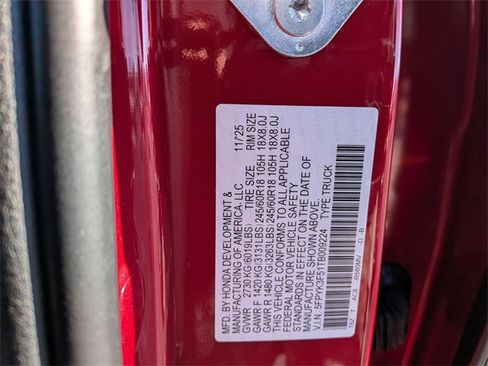 MFD. BY HONDA DEVELOPMENT & 11/25
MANUFACTURING OF AMERICA, LLC
GVWR 2730 KG(6019LBS) TIRE SIZE RIM SIZE
GAWR F 1420 KG(3131LBS) 245/60R18 105H 18X8.0J
GAWR R 1480 KG(3263LBS) 245/60R18 105H 18X8.0J
THIS VEHICLE CONFORMS TO ALL APPLICABLE
FEDERAL MOTOR VEHICLE SAFETY
STANDARDS IN EFFECT ON THE DATE OF
MANUFACTURE SHOWN ABOVE.
V.I.N. 5FPYK3F51TB009224 TYPE:TRUCK